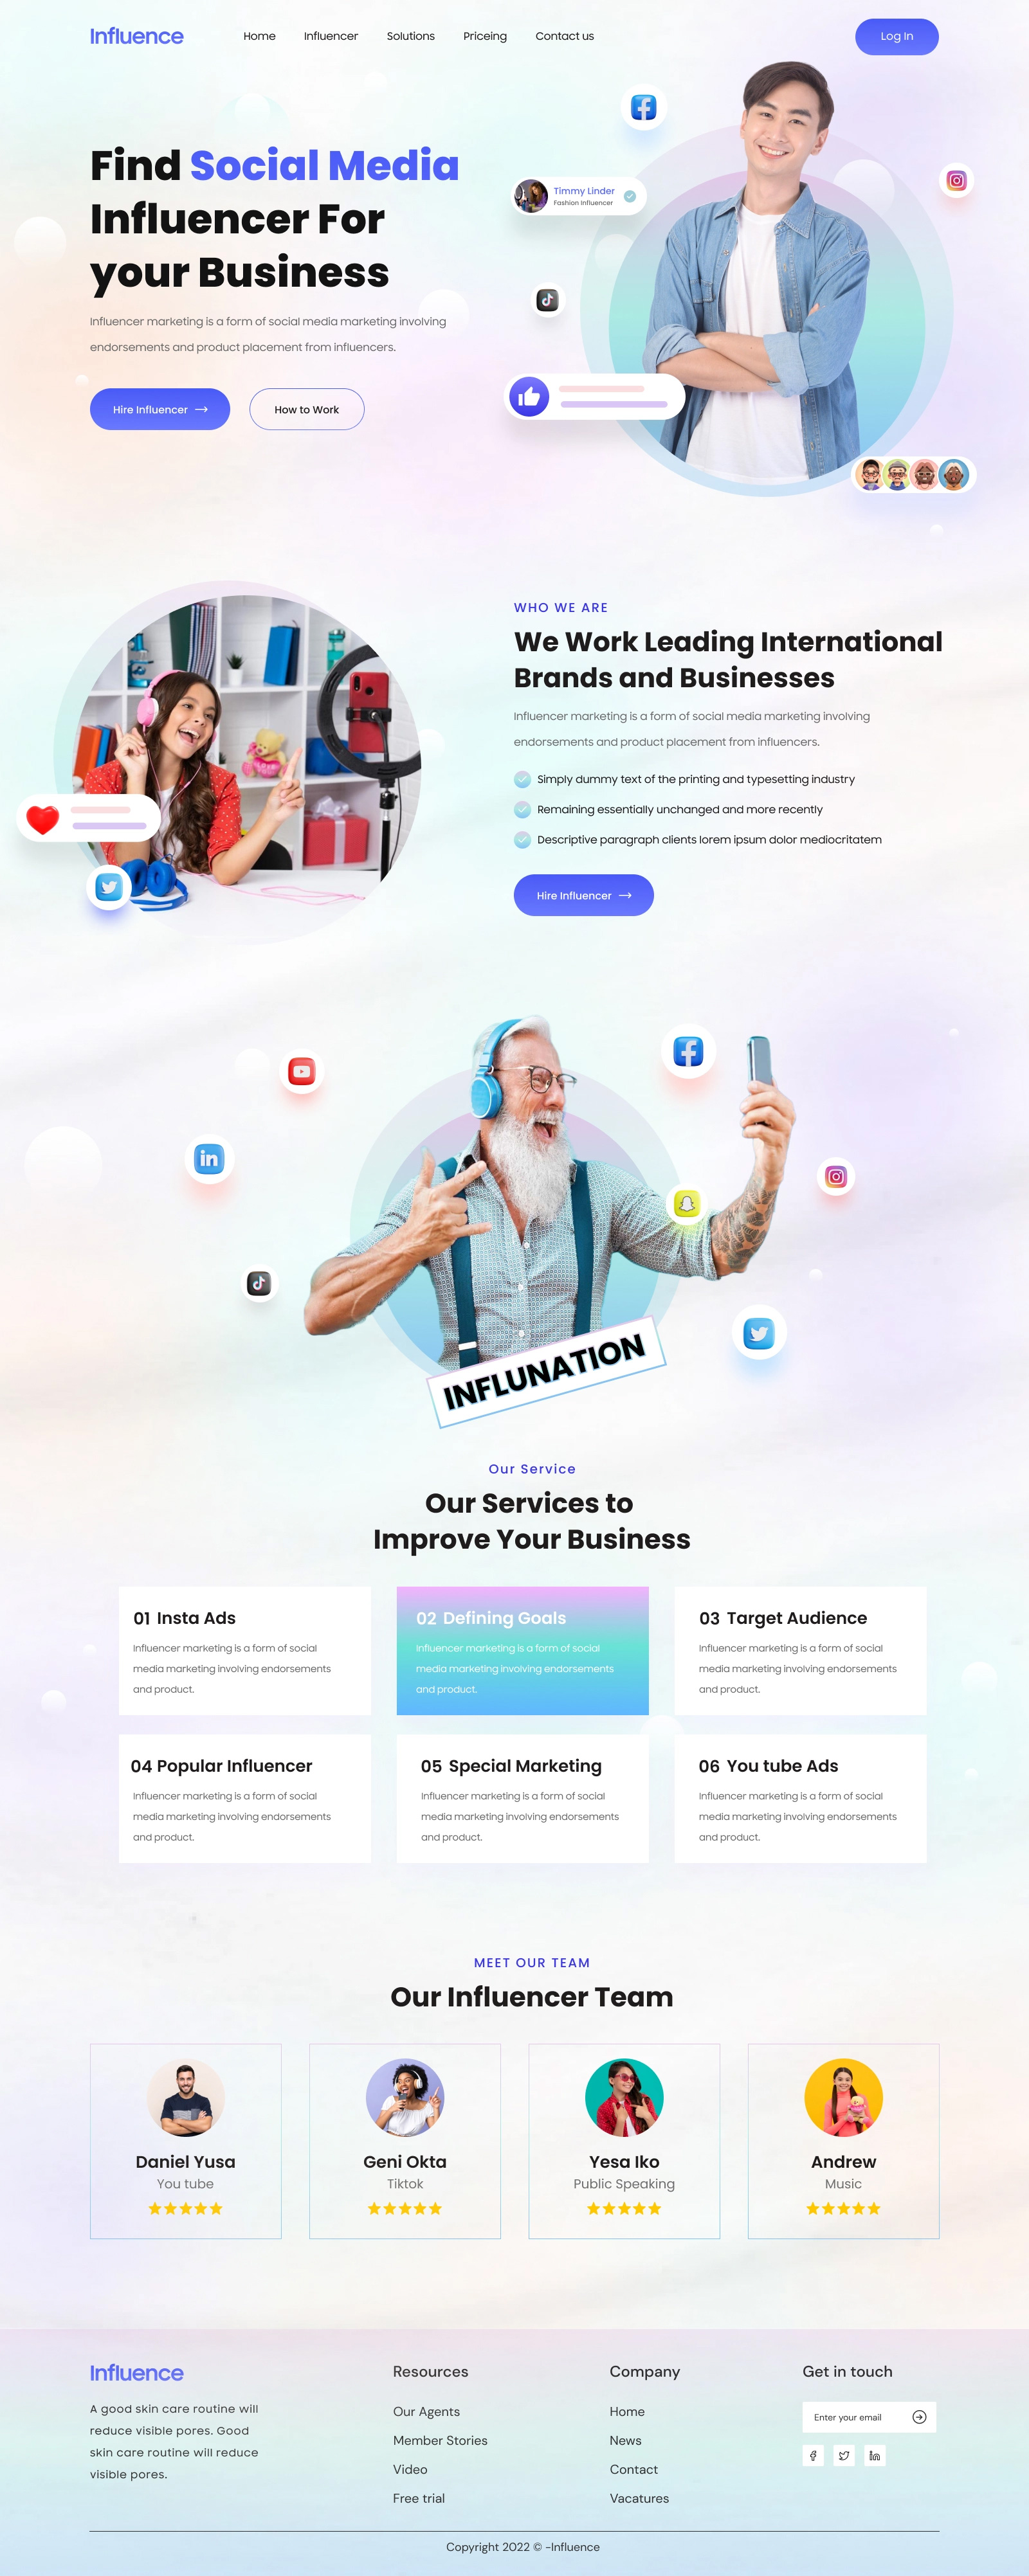 Influence
Home
Influencer
Solutions
Priceing
Contact us
Log In
Find Social Media
Influencer For
your Business
Influencer marketing is a form of social media marketing involving
endorsements and product placement from influencers.
Hire Influencer
How to Work
Timmy Linder
Fashion Influencer
WHO WE ARE
We Work Leading International
Brands and Businesses
Influencer marketing is a form of social media marketing involving
endorsements and product placement from influencers.
Simply dummy text of the printing and typesetting industry
Remaining essentially unchanged and more recently
Descriptive paragraph clients lorem ipsum dolor mediocritatem
Hire Influencer
in
INFLUNATION
Our Service
Our Services to
Improve Your Business
01 Insta Ads
Influencer marketing is a form of social
media marketing involving endorsements
and product.
02 Defining Goals
Influencer marketing is a form of social
media marketing involving endorsements
and product.
03 Target Audience
Influencer marketing is a form of social
media marketing involving endorsements
and product.
04 Popular Influencer
Influencer marketing is a form of social
media marketing involving endorsements
and product.
05 Special Marketing
Influencer marketing is a form of social
media marketing involving endorsements
and product.
06 You tube Ads
Influencer marketing is a form of social
media marketing involving endorsements
and product.
MEET OUR TEAM
Our Influencer Team
Daniel Yusa
You tube
Geni Okta
Tiktok
Yesa Iko
Public Speaking
Andrew
Music
Influence
A good skin care routine will
reduce visible pores. Good
skin care routine will reduce
visible pores.
Resources
Our Agents
Member Stories
Video
Free trial
Company
Home
News
Contact
Vacatures
Get in touch
Enter your email
Copyright 2022 © -Influence